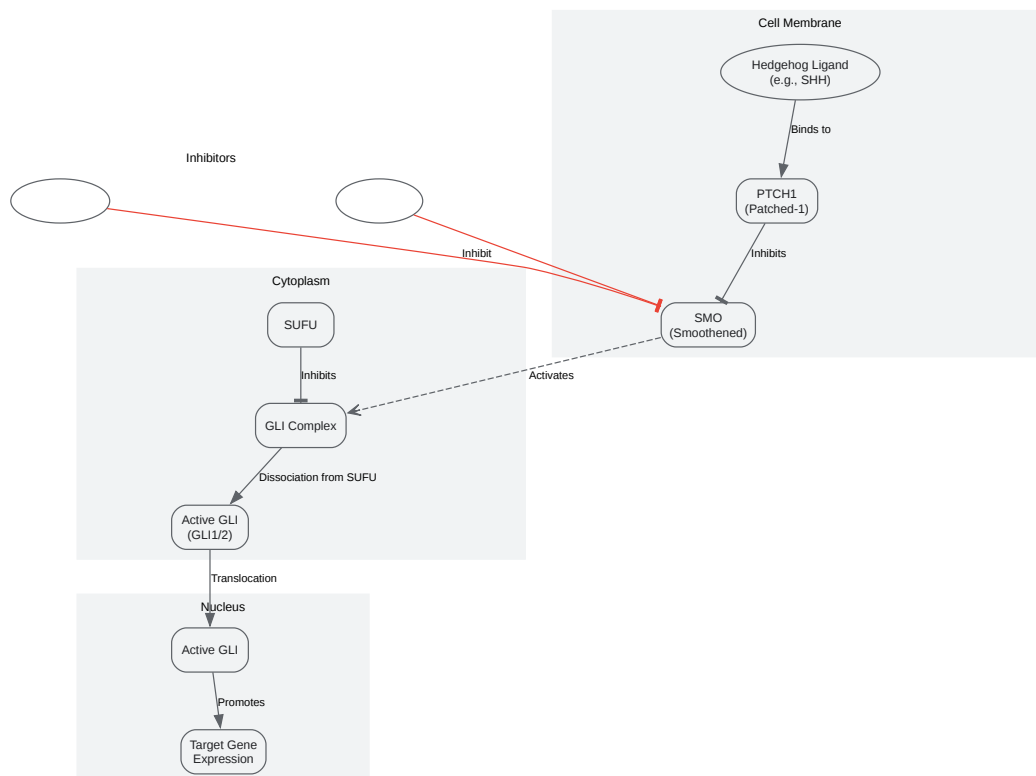 Cell Membrane
Hedgehog Ligand
(e.g., SHH)
Binds to
Inhibitors
PTCH1
(Patched-1)
Inhibit
Inhibits
Cytoplasm
SUFU
SMO
(Smoothened)
Inhibits
Activates
GLI Complex
Dissociation from SUFU
Active GLI
(GLI1/2)
Translocation
Nucleus
Active GLI
Promotes
Target Gene
Expression